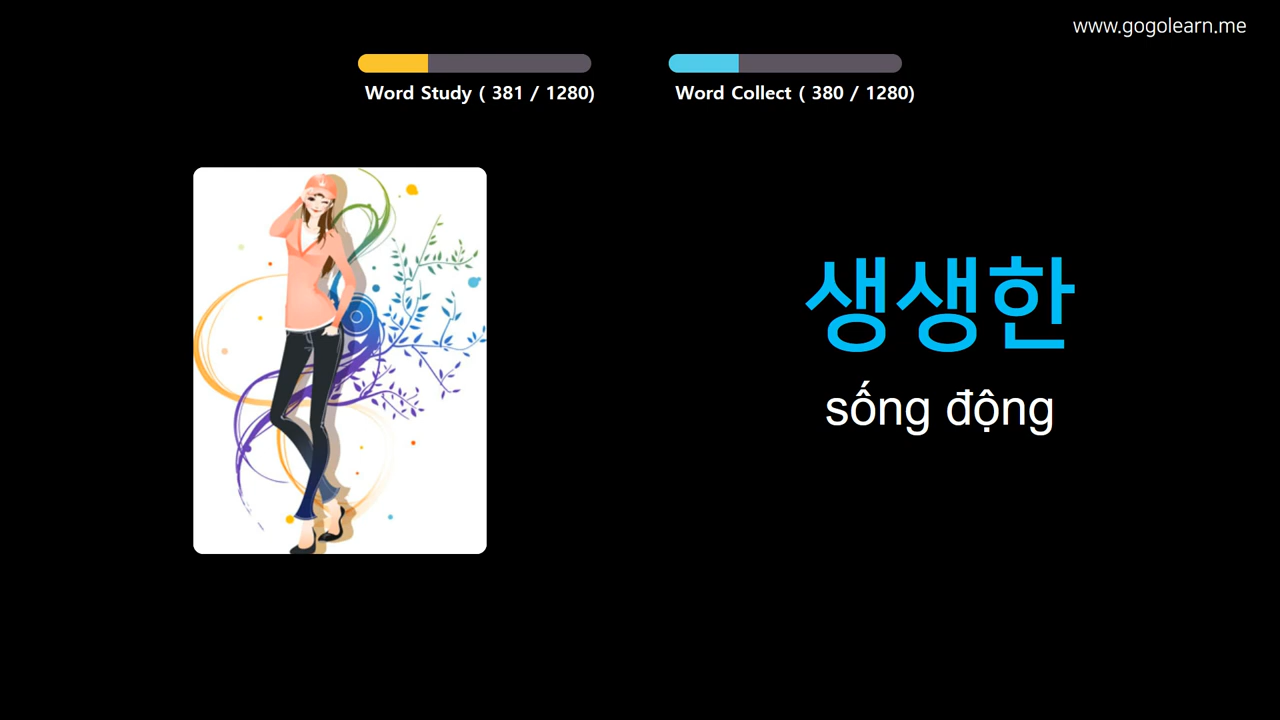 www.gogolearn.me
Word Study ( 381 / 1280)
Word Collect ( 380 / 1280)
생생한
sống động